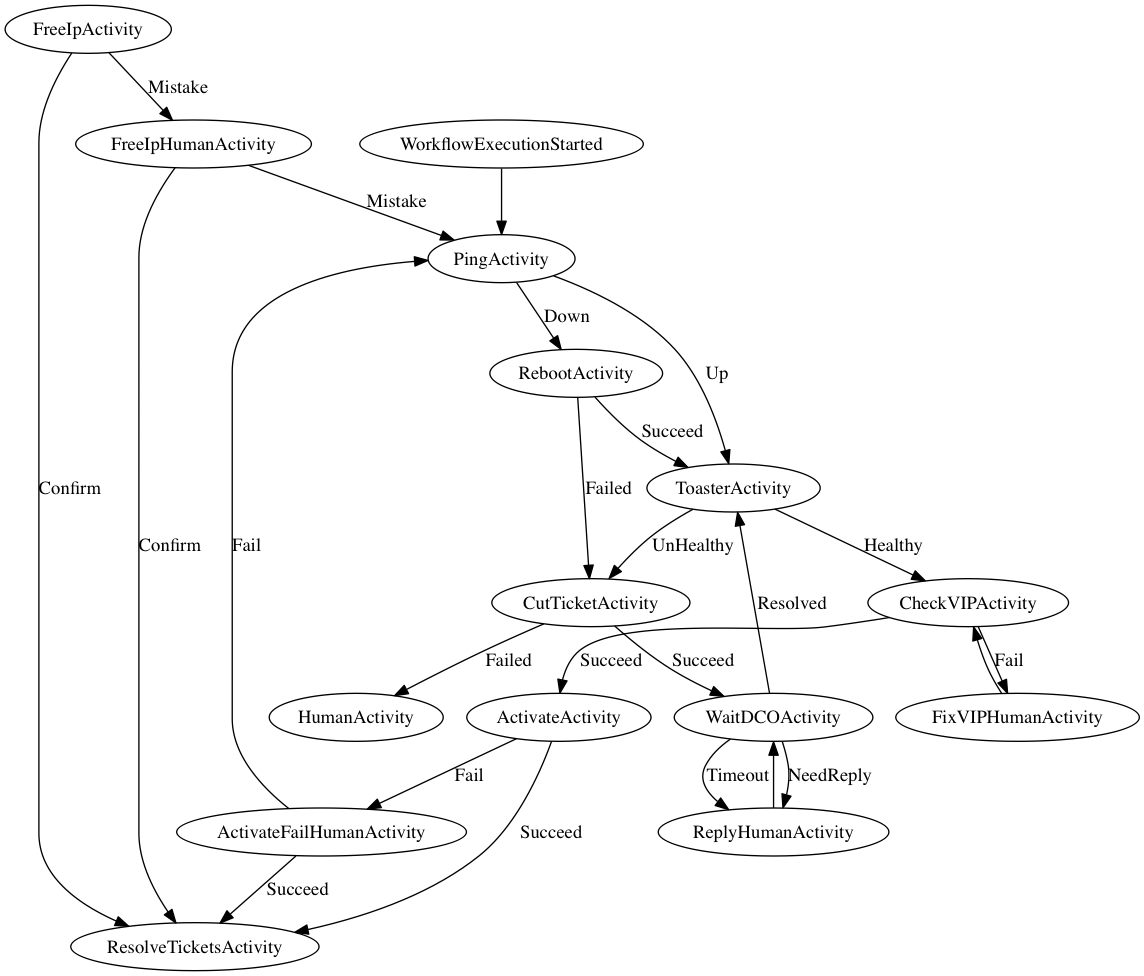 FreeIpActivity
Mistake
FreeIpHumanActivity
WorkflowExecutionStarted
Mistake
PingActivity
Down
RebootActivity
Up
Succeed
Confirm
Failed
ToasterActivity
Confirm
Fail
UnHealthy
Healthy
CutTicketActivity
Resolved
CheckVIPActivity
Failed
Succeed
Succeed
Fail
HumanActivity
ActivateActivity
WaitDCOActivity
FixVIPHumanActivity
Fail
Timeout
NeedReply
ActivateFailHumanActivity
Succeed
ReplyHumanActivity
Succeed
ResolveTicketsActivity